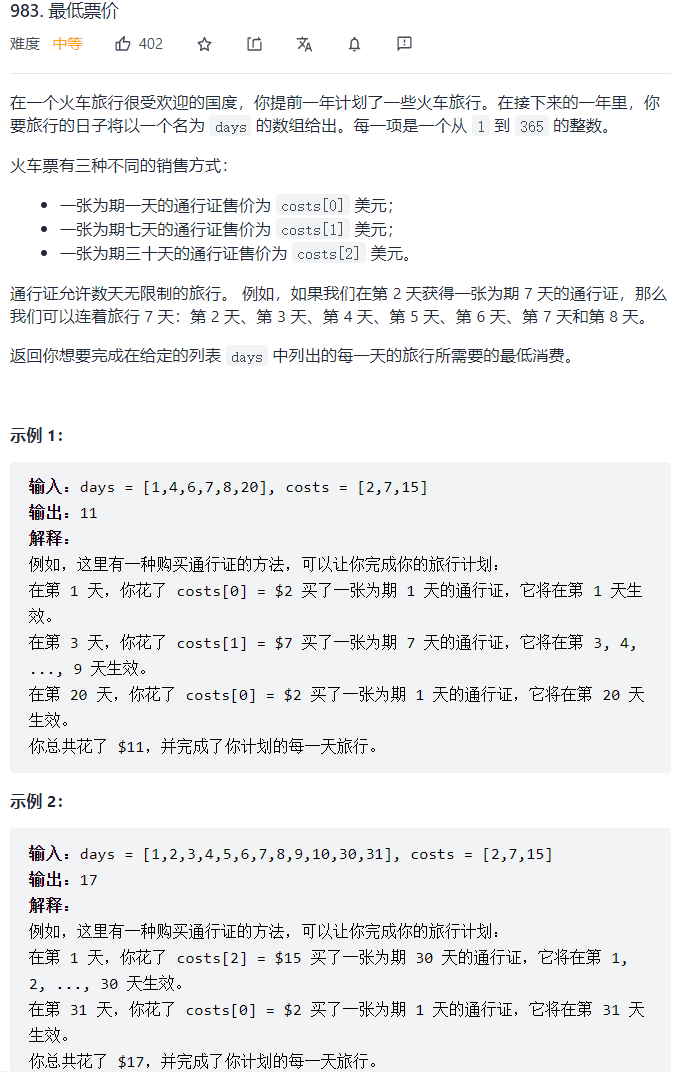 983. 最低票价
难度 中等 402
在一个火车旅行很受欢迎的国度，你提前一年计划了一些火车旅行。在接下来的一年里，你
要旅行的日子将以一个名为 days 的数组给出。每一项是一个从 1 到 365 的整数。
火车票有三种不同的销售方式：
• 一张为期一天的通行证售价为 costs[0] 美元；
• 一张为期七天的通行证售价为 costs[1] 美元；
• 一张为期三十天的通行证售价为 costs[2] 美元。
通行证允许数天无限制的旅行。 例如，如果我们在第 2 天获得一张为期 7 天的通行证，那么
我们可以连着旅行 7 天：第 2 天、第 3 天、第 4 天、第 5 天、第 6 天、第 7 天和第 8 天。
返回你想要完成在给定的列表 days 中列出的每一天的旅行所需要的最低消费。
示例 1：
输入：days = [1,4,6,7,8,20], costs = [2,7,15]
输出：11
解释：
例如，这里有一种购买通行证的方法，可以让你完成你的旅行计划：
在第 1 天，你花了 costs[0] = $2 买了一张为期 1 天的通行证，它将在第 1 天生
效。
在第 3 天，你花了 costs[1] = $7 买了一张为期 7 天的通行证，它将在第 3, 4,
..., 9 天生效。
在第 20 天，你花了 costs[0] = $2 买了一张为期 1 天的通行证，它将在第 20 天
生效。
你总共花了 $11，并完成了你计划的每一天旅行。
示例 2：
输入：days = [1,2,3,4,5,6,7,8,9,10,30,31], costs = [2,7,15]
输出：17
解释：
例如，这里有一种购买通行证的方法，可以让你完成你的旅行计划：
在第 1 天，你花了 costs[2] = $15 买了一张为期 30 天的通行证，它将在第 1,
2, ..., 30 天生效。
在第 31 天，你花了 costs[0] = $2 买了一张为期 1 天的通行证，它将在第 31 天
生效。
你总共花了 $17，并完成了你计划的每一天旅行。